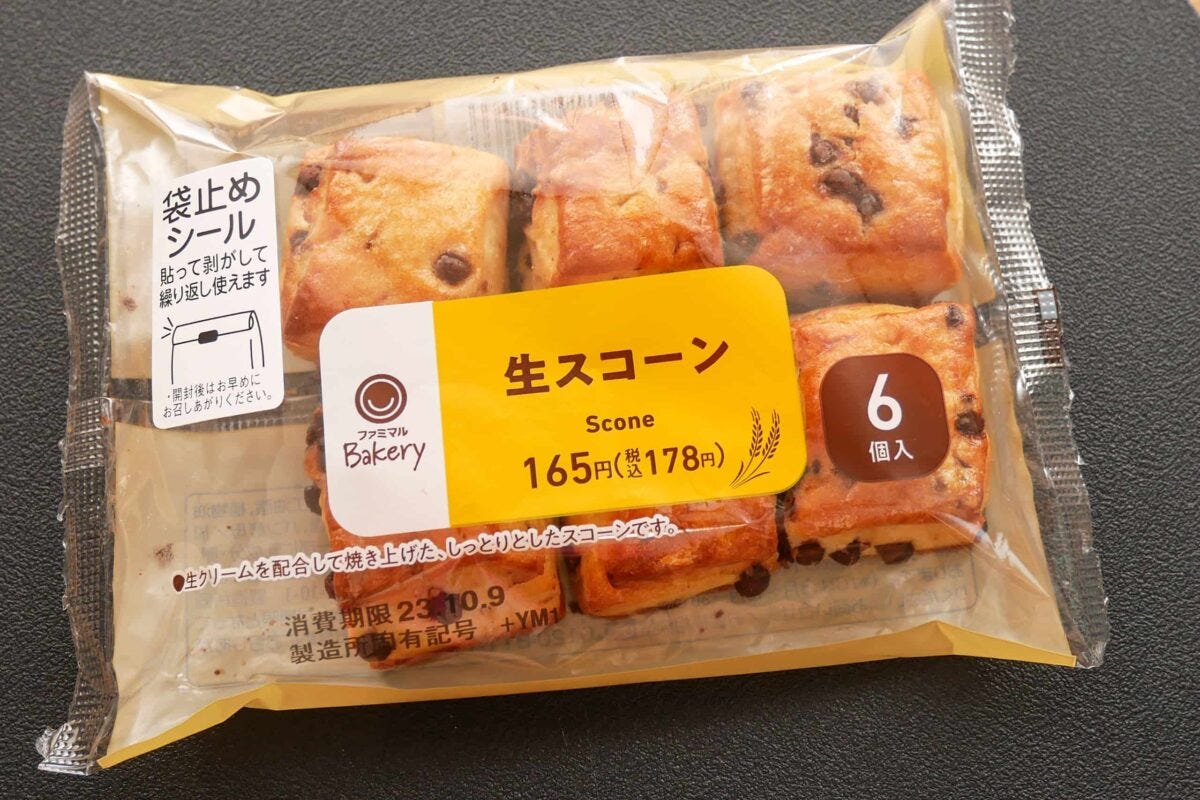 袋止め
シール
貼って剥がして
繰り返し使えます
・開封後はお早めに
お召しあがりください。
ファミマル
Bakery
生スコーン
Scone
165円(税込178円)
6
個入
●生クリームを配合して焼き上げた、しっとりとしたスコーンです。
消費期限 23.10.9
製造所固有記号 +YM1